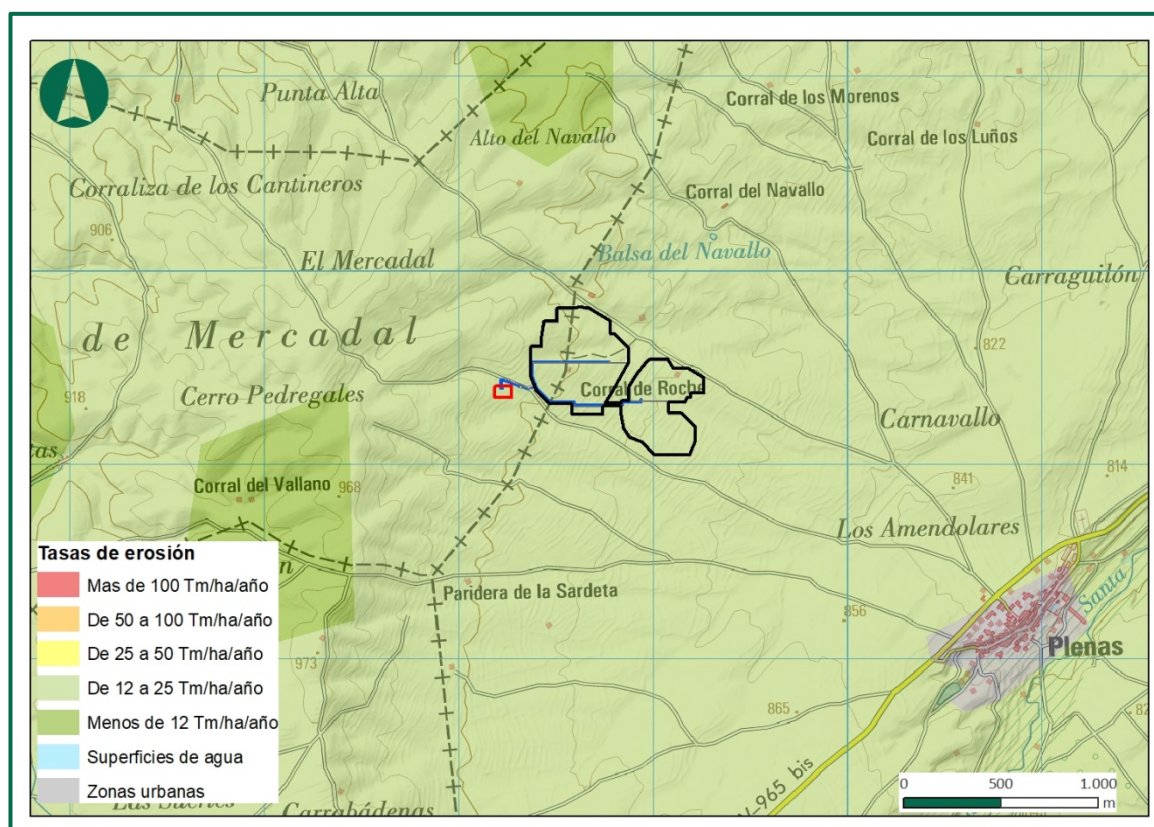 Punta Alta
Alto del Navallo
Corral de los Morenos
Corral de los Luños
Corraliza de los Cantineros
Corral del Navallo
906
El Mercadal
Balsa del Navallo
Carraguilón
de Mercadal
822
Cerro Pedregales
Corral de Roche
918
Carnavallo
814
841
Corral del Vallano
968
Los Amendolares
Tasas de erosión
Mas de 100 Tm/ha/año
De 50 a 100 Tm/ha/año
De 25 a 50 Tm/ha/año
De 12 a 25 Tm/ha/año
Menos de 12 Tm/ha/año
Superficies de agua
Zonas urbanas
Paridera de la Sardeta
856
Santa
Plenas
973
865
965 bis
Carrabádenas
0 500 1.000
m